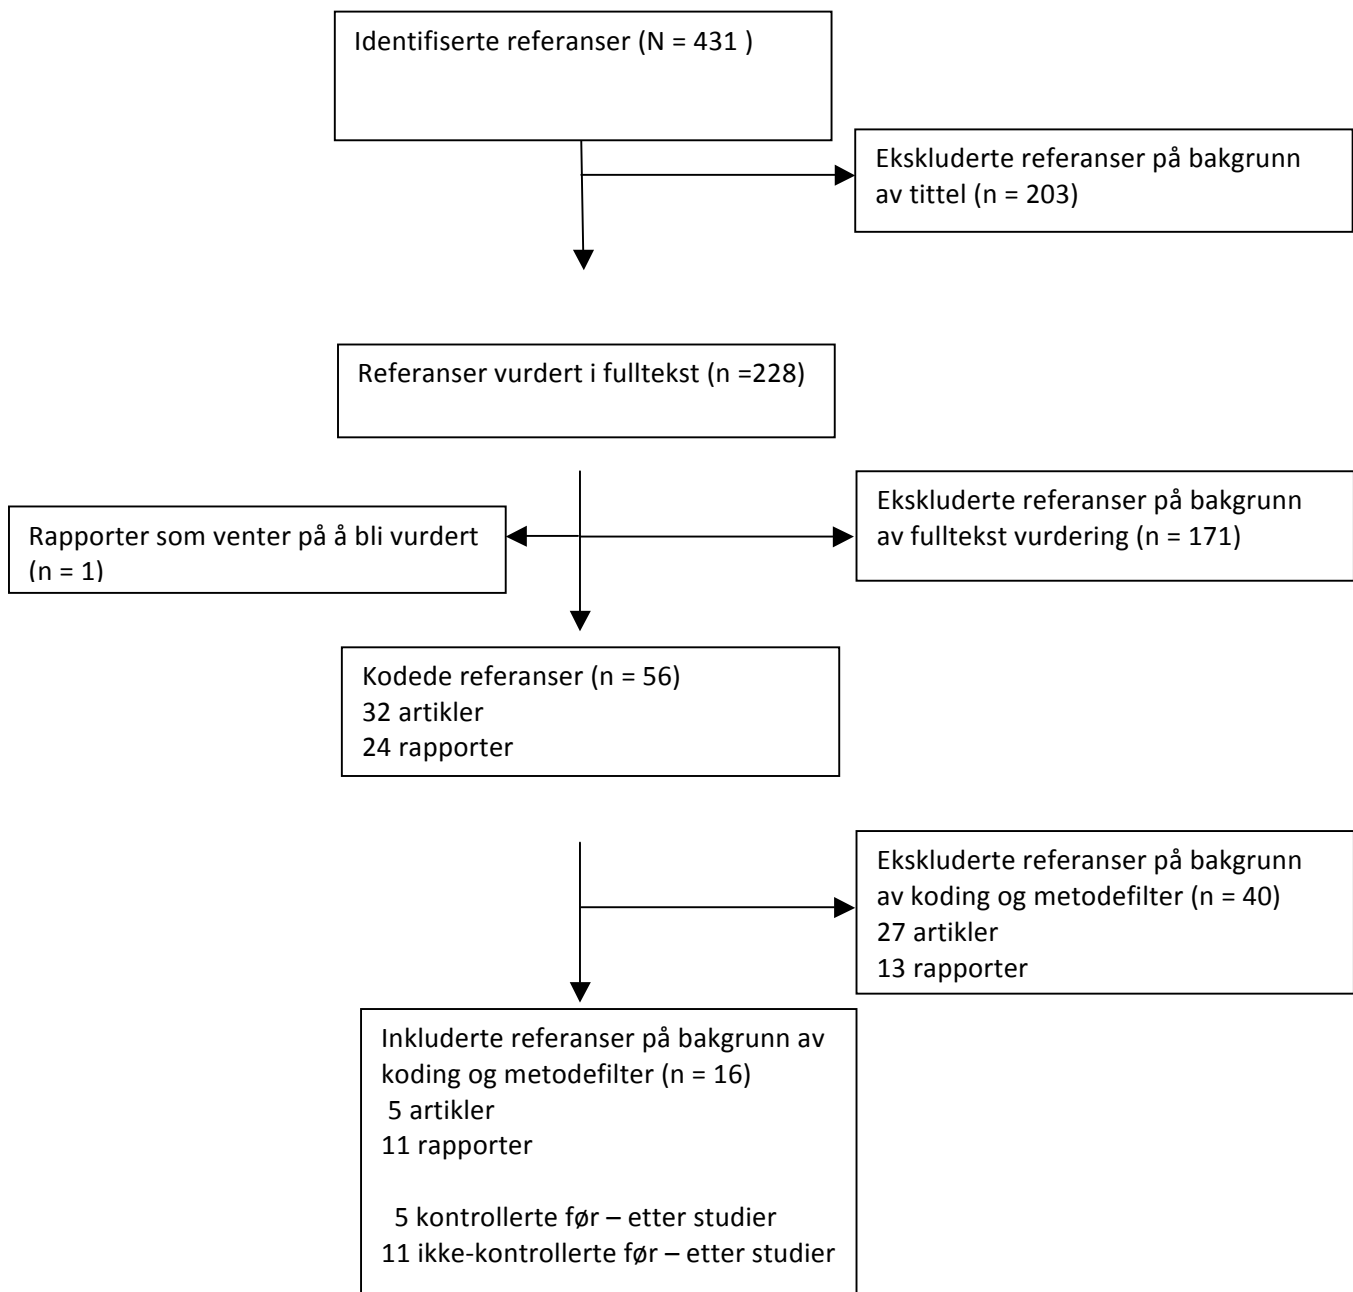 Identifiserte referanser (N = 431 )
Ekskluderte referanser på bakgrunn
av tittel (n = 203)
Referanser vurdert i fulltekst (n =228)
Rapporter som venter på å bli vurdert
(n = 1)
Ekskluderte referanser på bakgrunn
av fulltekst vurdering (n = 171)
Kodede referanser (n = 56)
32 artikler
24 rapporter
Ekskluderte referanser på bakgrunn
av koding og metodefilter (n = 40)
27 artikler
13 rapporter
Inkluderte referanser på bakgrunn av
koding og metodefilter (n = 16)
5 artikler
11 rapporter
5 kontrollerte før – etter studier
11 ikke-kontrollerte før – etter studier